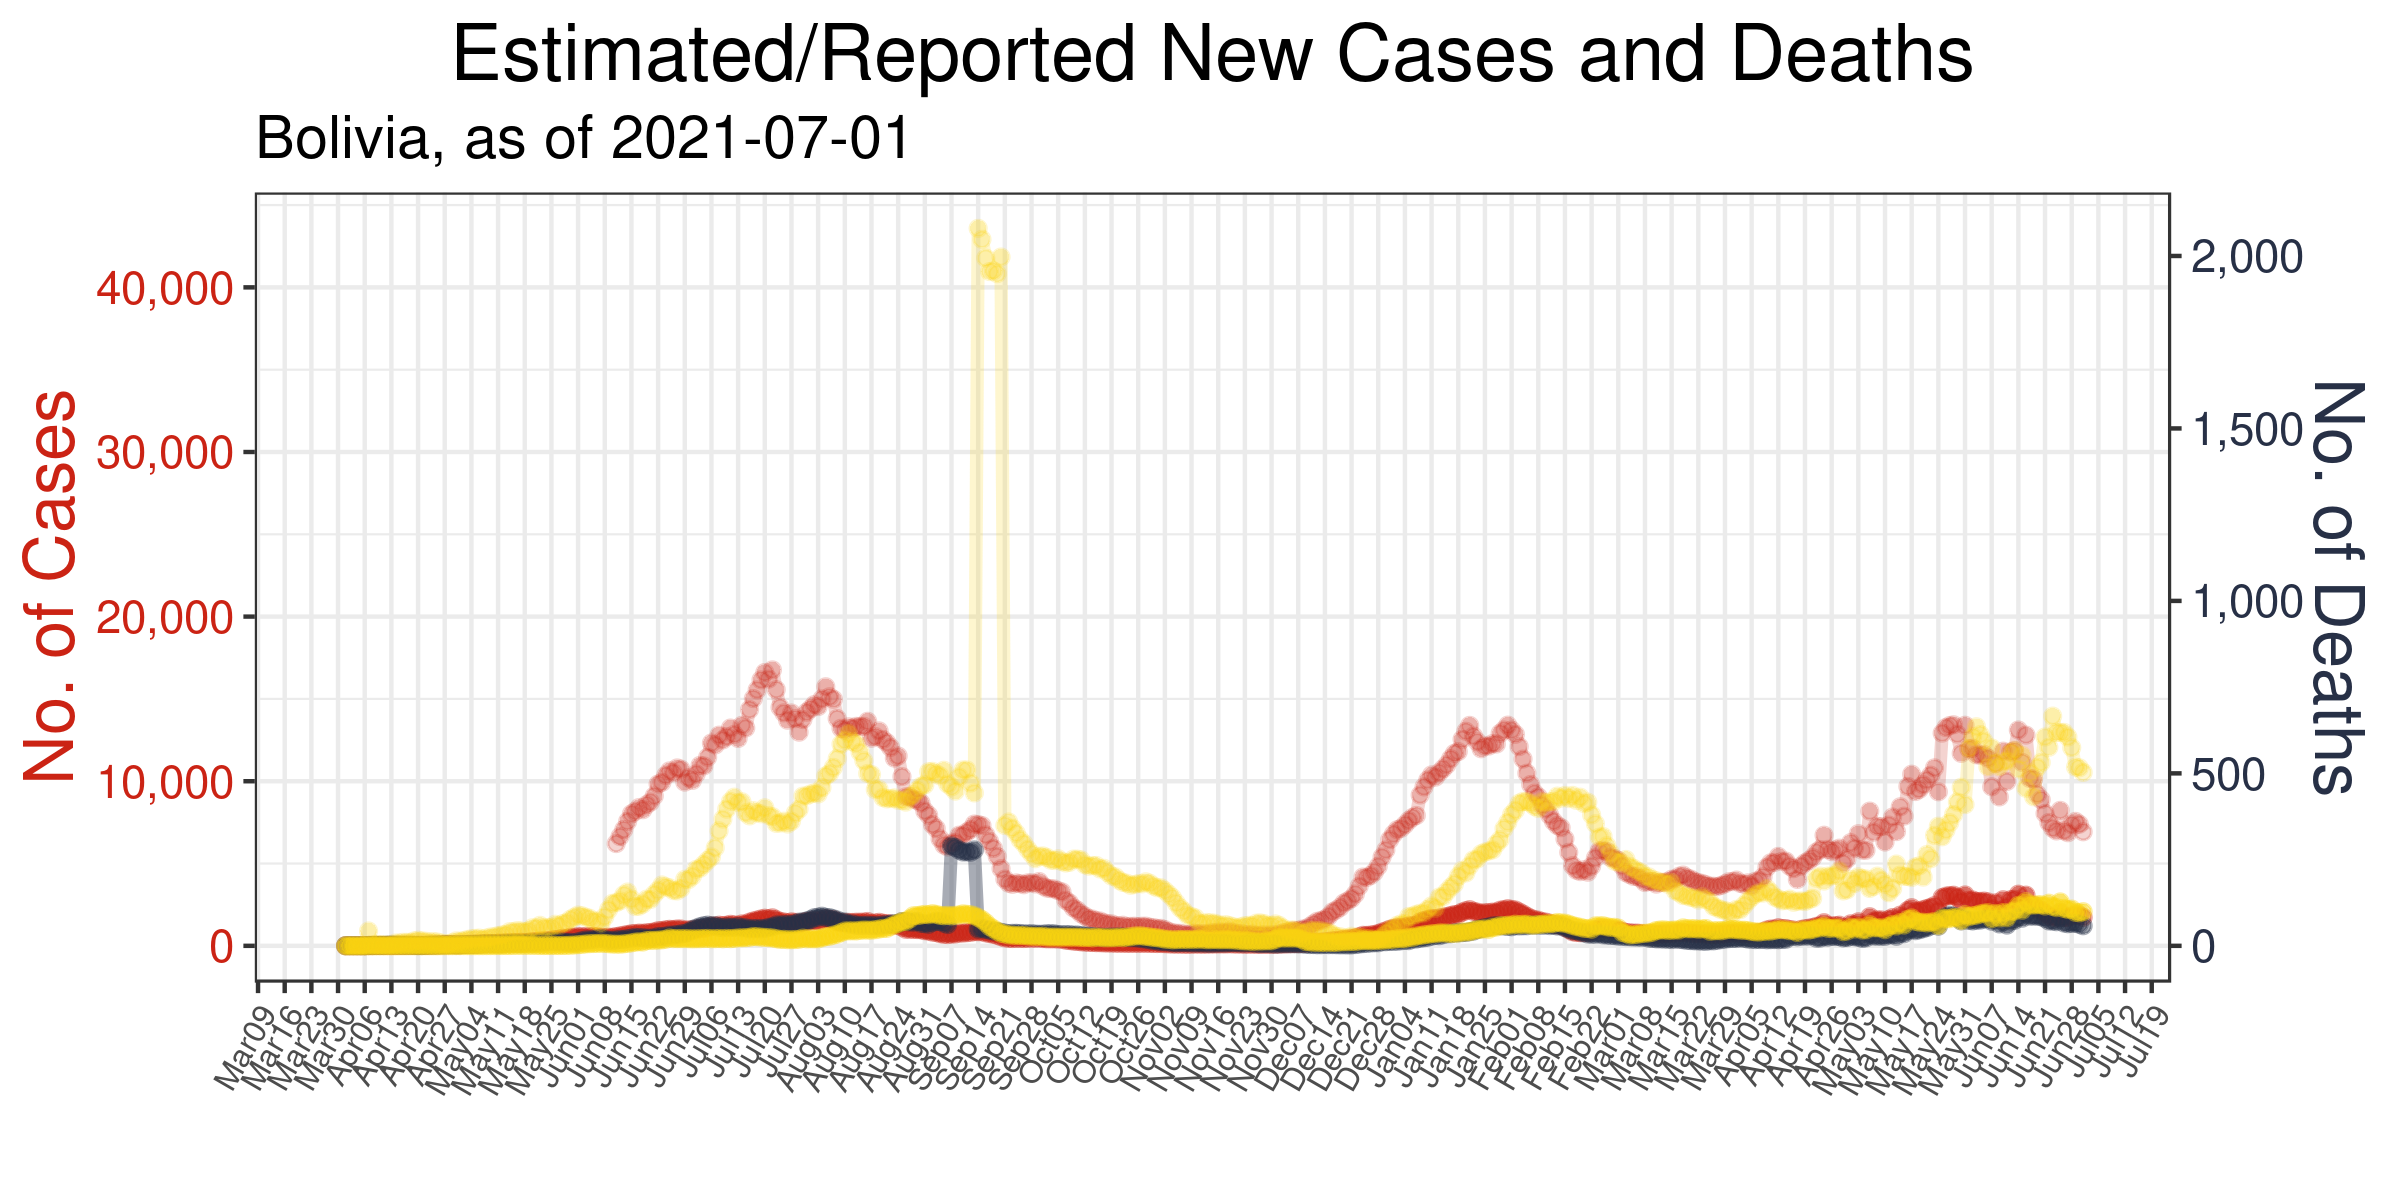 Estimated/Reported New Cases and Deaths
Bolivia, as of 2021-07-01
No. of Cases
40,000
30,000
20,000
10,000
0
2,000
1,500
1,000
500
0
No. of Deaths
Mar09
Mar16
Mar23
Mar30
Apr06
Apr13
Apr20
Apr27
May04
May11
May18
May25
Jun01
Jun08
Jun15
Jun22
Jun29
Jul06
Jul13
Jul20
Jul27
Aug03
Aug10
Aug17
Aug24
Aug31
Sep07
Sep14
Sep21
Sep28
Oct05
Oct12
Oct19
Oct26
Nov02
Nov09
Nov16
Nov23
Nov30
Dec07
Dec14
Dec21
Dec28
Jan04
Jan11
Jan18
Jan25
Feb01
Feb08
Feb15
Feb22
Mar01
Mar08
Mar15
Mar22
Mar29
Apr05
Apr12
Apr19
Apr26
May03
May10
May17
May24
May31
Jun07
Jun14
Jun21
Jun28
Jul05
Jul12
Jul19